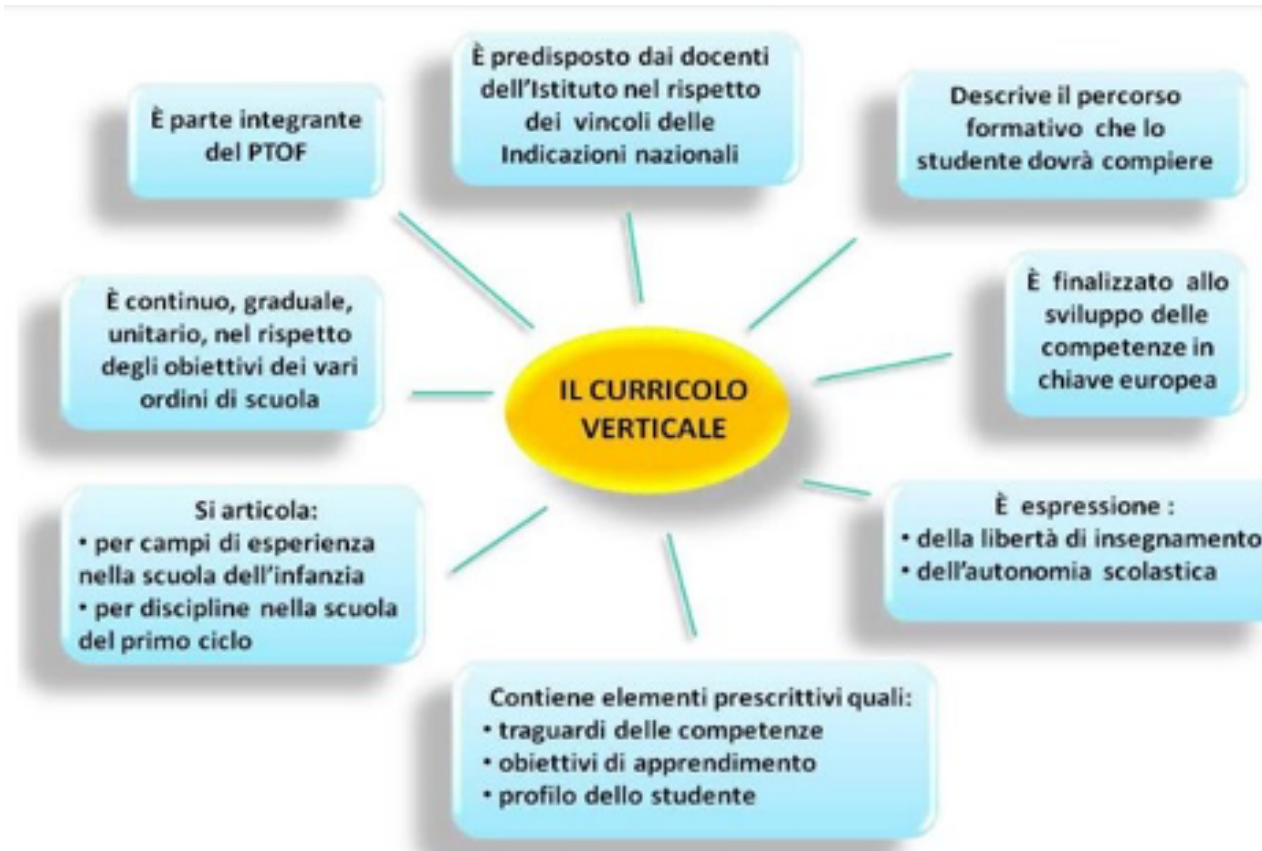 È predisposto dai docenti
dell'Istituto nel rispetto
dei vincoli delle
Indicazioni nazionali
Descrive il percorso
formativo che lo
studente dovrà compiere
È parte integrante
del PTOF
È finalizzato allo
sviluppo delle
competenze in
chiave europea
È continuo, graduale,
unitario, nel rispetto
degli obiettivi dei vari
ordini di scuola
IL CURRICOLO
VERTICALE
È espressione :
• della libertà di insegnamento
• dell'autonomia scolastica
Si articola:
• per campi di esperienza
nella scuola dell'infanzia
• per discipline nella scuola
del primo ciclo
Contiene elementi prescrittivi quali:
• traguardi delle competenze
• obiettivi di apprendimento
• profilo dello studente